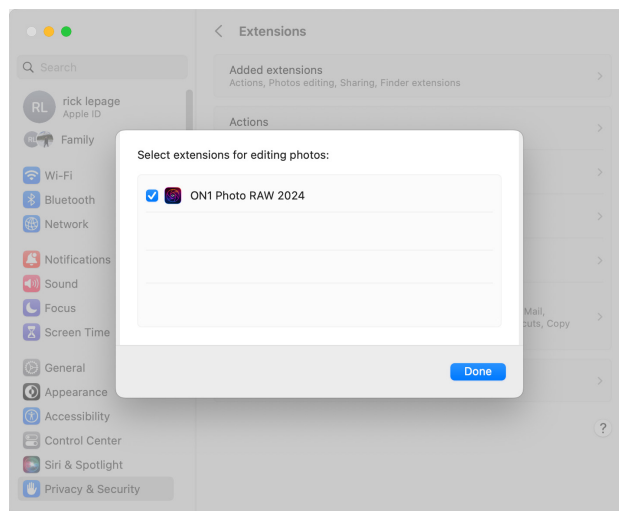 Extensions
Search
Added extensions
Actions, Photos editing, Sharing, Finder extensions
RL
rick lepage
Apple ID
Actions
Family
Select extensions for editing photos:
Wi-Fi
ON1 Photo RAW 2024
Bluetooth
Network
Notifications
Sound
Focus
Mail,
cuts, Copy
Screen Time
General
Done
Appearance
Accessibility
Control Center
?
Siri & Spotlight
Privacy & Security